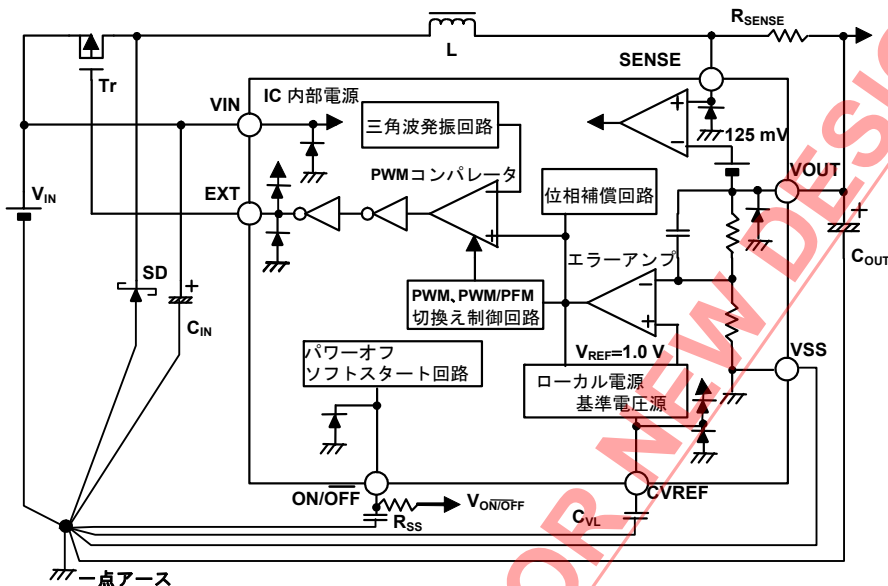 RSENSE
L
SENSE
Tr
VIN
IC 内部電源
三角波発振回路
125 mV
VOUT
PWMコンパレータ
EXT
位相補償回路
VIN
+
−
+
−
+
COUT
エラーアンプ
SD
+
CIN
PWM、PWM/PFM
切換え制御回路
−
+
VREF=1.0 V
VSS
パワーオフ
ソフトスタート回路
ローカル電源
基準電圧源
ON/OFF
VON/OFF
RSS
CVL
CVREF
一点アース
OR NEW DESIG